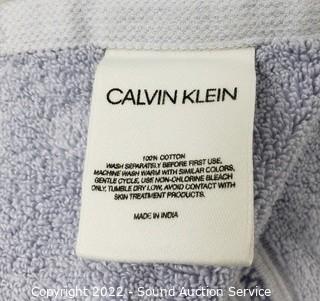 CALVIN KLEIN
100% COTTON
WASH SEPARATELY BEFORE FIRST USE,
MACHINE WASH WARM WITH SIMILAR COLORS,
GENTLE CYCLE, USE NON-CHLORINE BLEACH
ONLY, TUMBLE DRY LOW, AVOID CONTACT WITH
SKIN TREATMENT PRODUCTS.
MADE IN INDIA
Copyright 2022 - Sound Auction Service